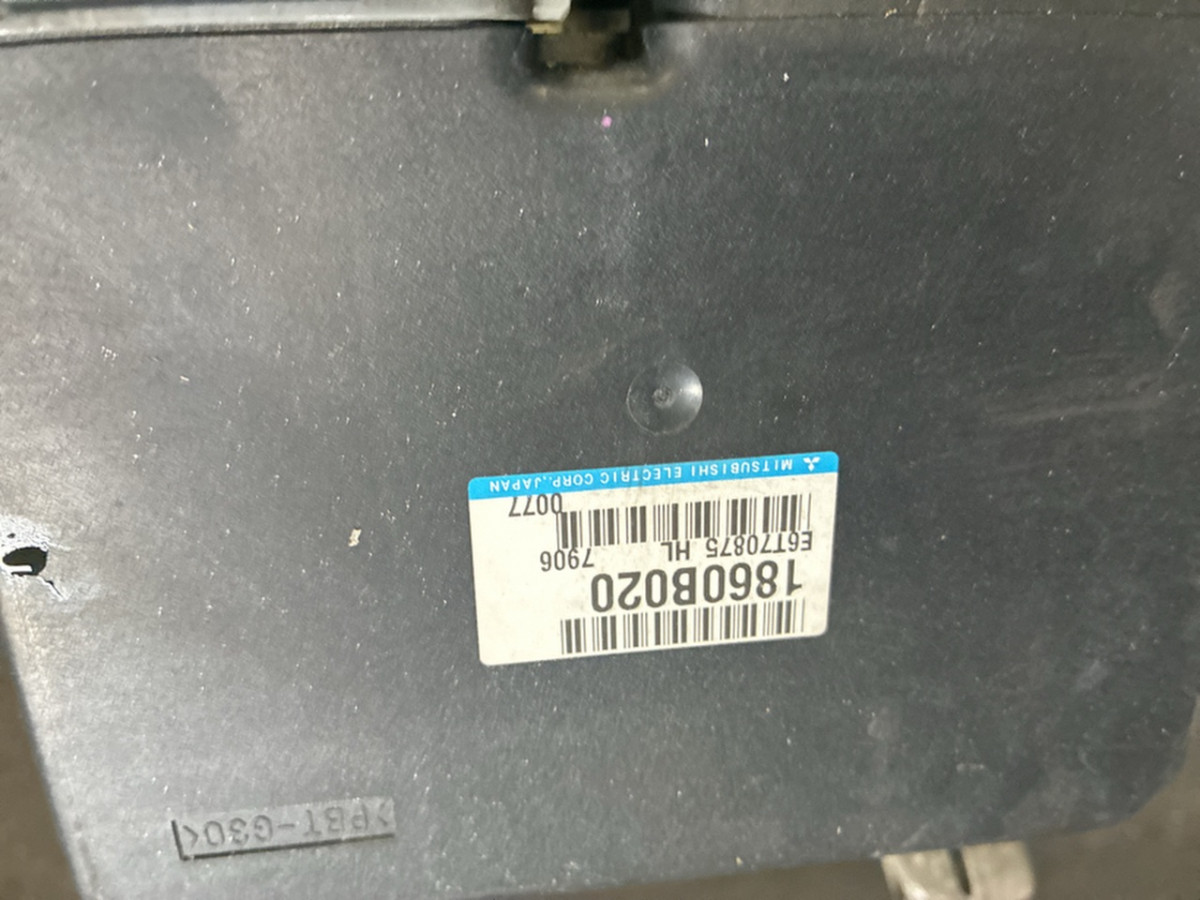 >PBT-G30<
1860B020
E6T70875 HL 7906
0077
MITSUBISHI ELECTRIC CORP.,JAPAN